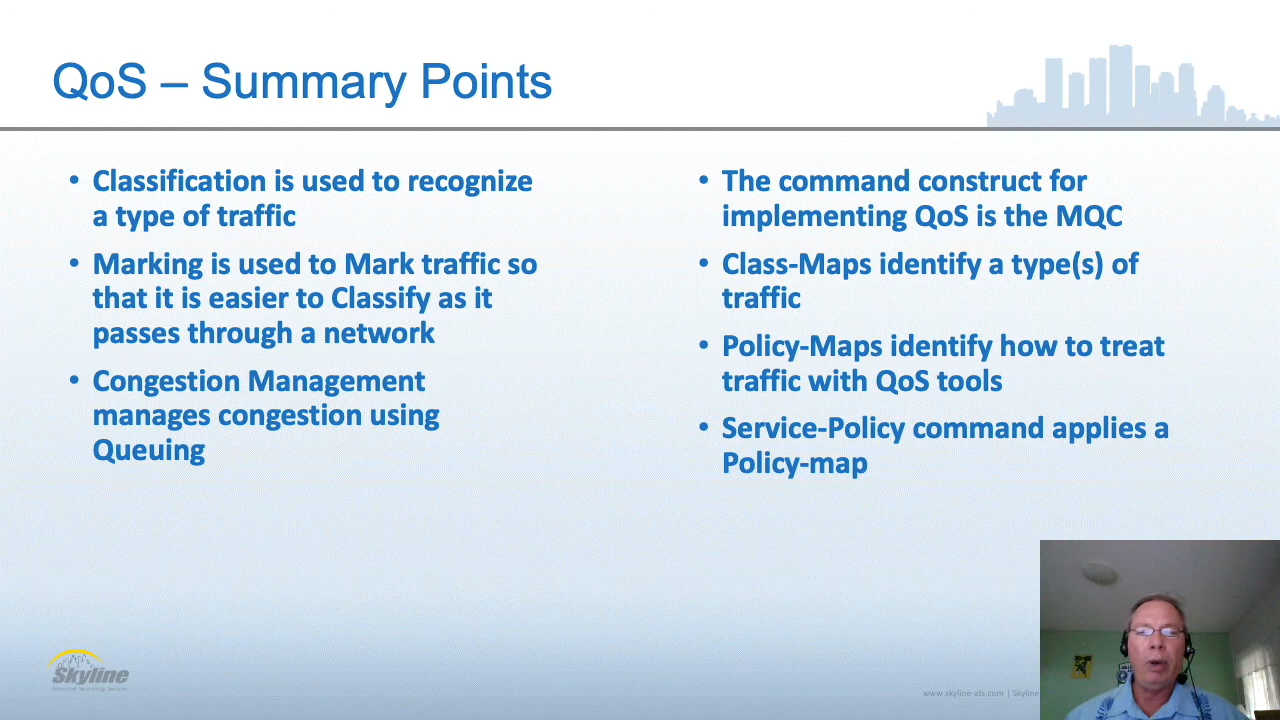 QoS – Summary Points
• Classification is used to recognize
a type of traffic
• Marking is used to Mark traffic so
that it is easier to Classify as it
passes through a network
• Congestion Management
manages congestion using
Queuing
• The command construct for
implementing QoS is the MQC
• Class-Maps identify a type(s) of
traffic
• Policy-Maps identify how to treat
traffic with QoS tools
• Service-Policy command applies a
Policy-map
Skyline
Advanced Technology Services
www.skyline-ats.com | Skyline